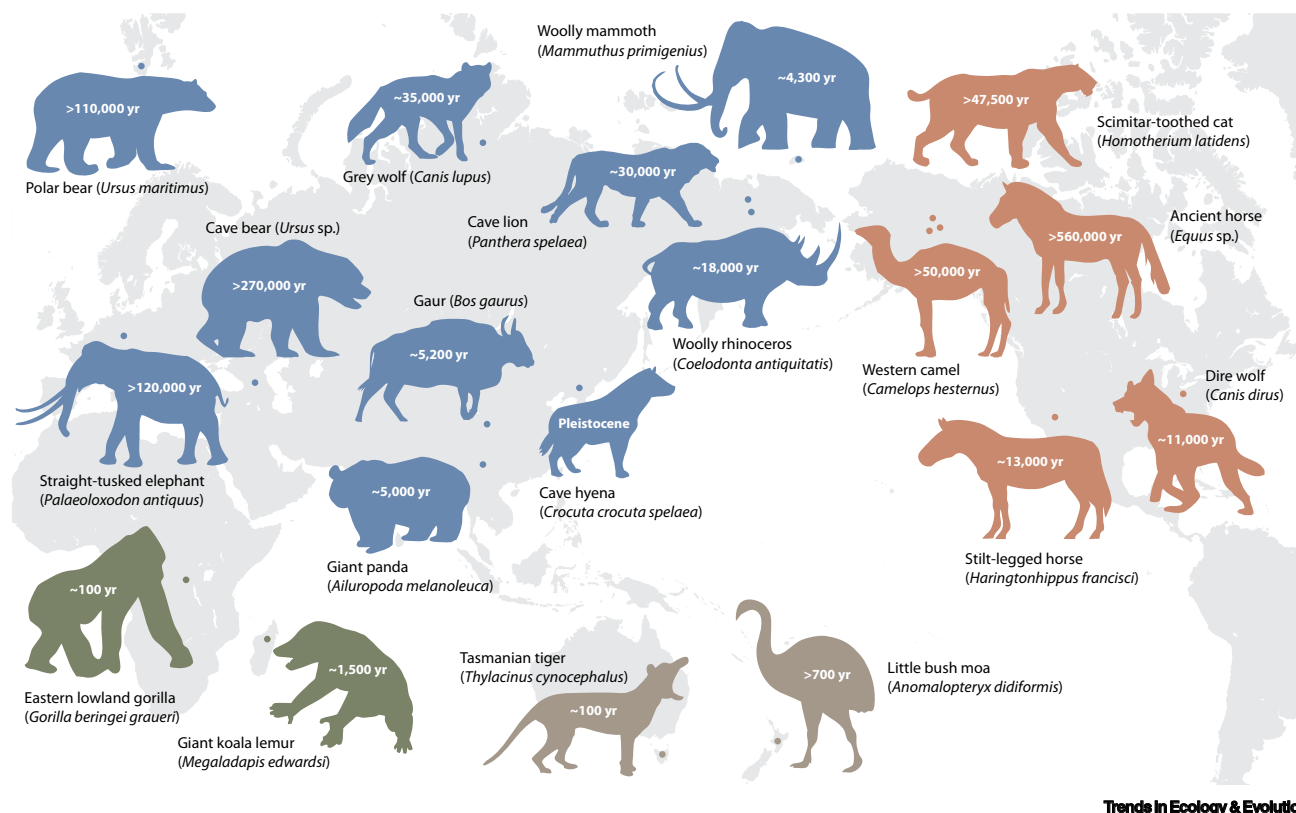 Woolly mammoth
(Mammuthus primigenius)
~4,300 yr
>110,000 yr
Polar bear (Ursus maritimus)
~35,000 yr
Grey wolf (Canis lupus)
>47,500 yr
Scimitar-toothed cat
(Homotherium latidens)
~30,000 yr
Cave lion
(Panthera spelaea)
Cave bear (Ursus sp.)
>270,000 yr
Ancient horse
(Equus sp.)
>560,000 yr
~18,000 yr
Woolly rhinoceros
(Coelodonta antiquitatis)
>50,000 yr
Western camel
(Camelops hesternus)
Gaur (Bos gaurus)
~5,200 yr
>120,000 yr
Straight-tusked elephant
(Palaeoloxodon antiquus)
Dire wolf
(Canis dirus)
~11,000 yr
Pleistocene
Cave hyena
(Crocuta crocuta spelaea)
~13,000 yr
Stilt-legged horse
(Haringtonhippus francisci)
~5,000 yr
Giant panda
(Ailuropoda melanoleuca)
~100 yr
Eastern lowland gorilla
(Gorilla beringei graueri)
~1,500 yr
Giant koala lemur
(Megaladapis edwardsi)
Tasmanian tiger
(Thylacinus cynocephalus)
~100 yr
>700 yr
Little bush moa
(Anomalopteryx didiformis)
Trends in Ecology & Evolutio